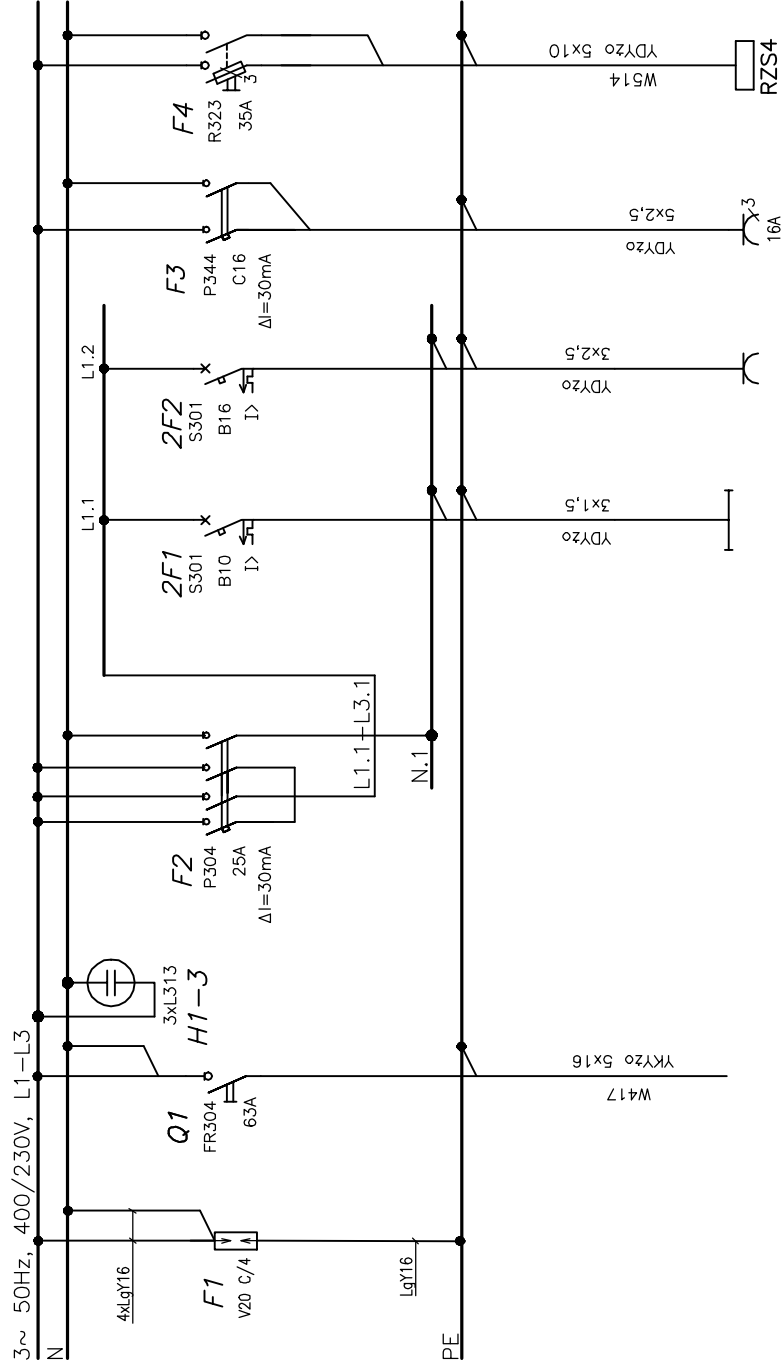 3~ 50Hz, 400/230V, L1-L3
N
PE
4xLgY16
F1
V20 C/4
LgY16
Q1
FR304
63A
W417
YKYżo 5x16
3xL313
H1-3
F2
P304
25A
ΔI=30mA
L1.1-L3.1
N.1
L1.1
2F1
S301
B10
I>
YDYżo
3x1,5
L1.2
2F2
S301
B16
I>
YDYżo
3x2,5
F3
P344
C16
ΔI=30mA
YDYżo
5x2,5
3
16A
F4
R323
35A
3
W514
YDYżo 5x10
RZS4